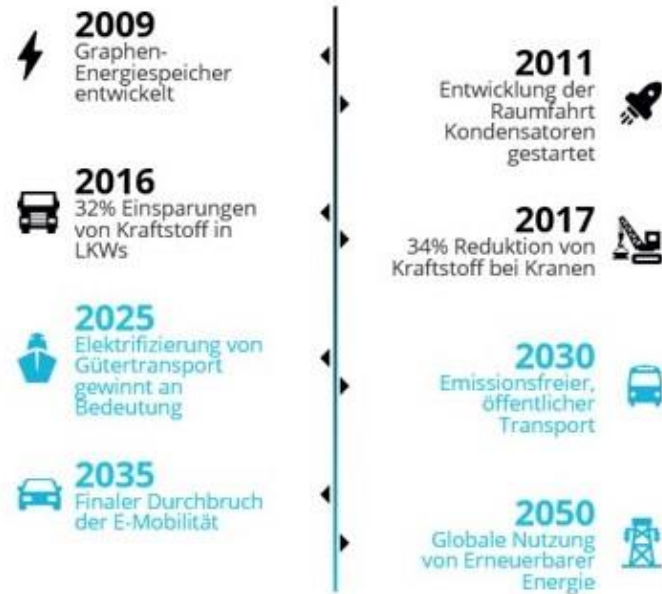 2009
Graphen-
Energiespeicher
entwickelt
2011
Entwicklung der
Raumfahrt
Kondensatoren
gestartet
2016
32% Einsparungen
von Kraftstoff in
LKWs
2017
34% Reduktion von
Kraftstoff bei Kranen
2025
Elektrifizierung von
Gütertransport
gewinnt an
Bedeutung
2030
Emissionsfreier,
öffentlicher
Transport
2035
Finaler Durchbruch
der E-Mobilität
2050
Globale Nutzung
von Erneuerbarer
Energie